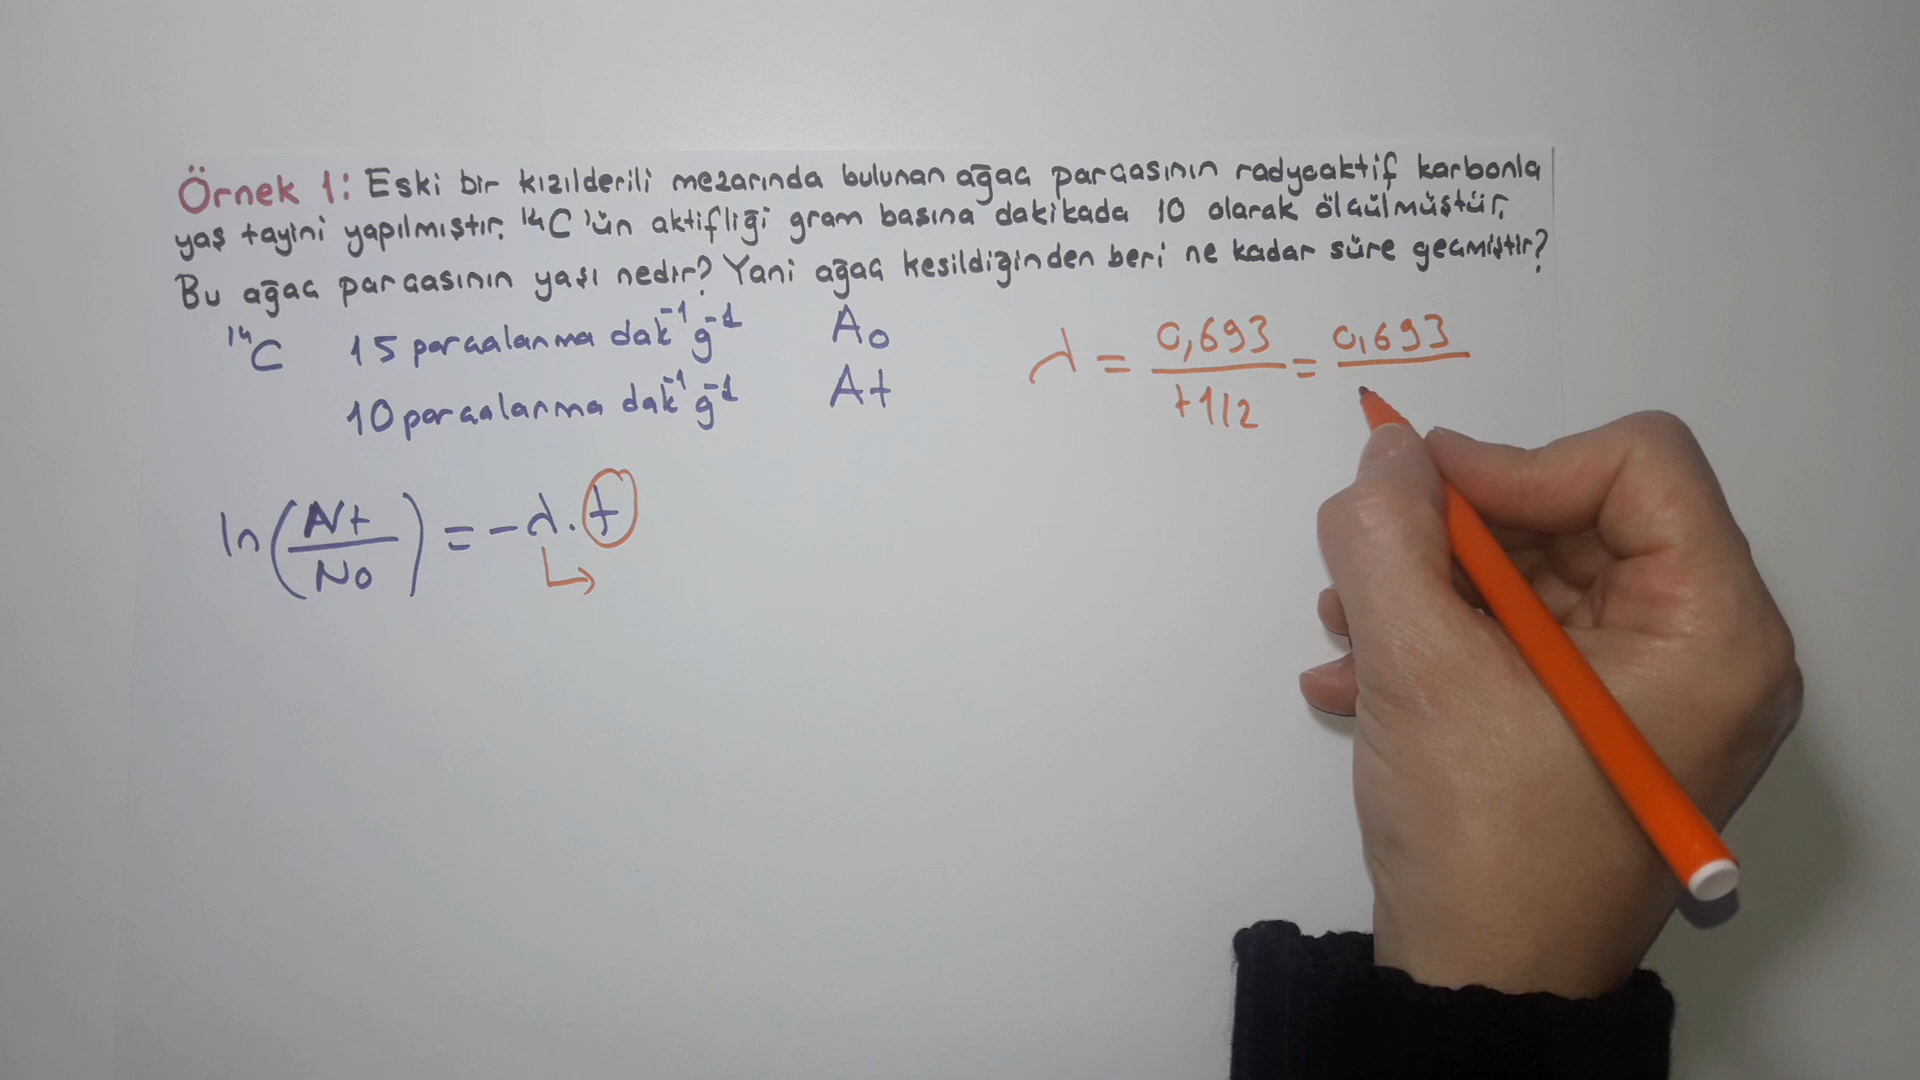 Örnek 1: Eski bir kızılderili mezarında bulunan ağaç parçasının radyoaktif karbonla
yaş tayini yapılmıştır. ¹⁴C'ün aktifliği gram başına dakikada 10 olarak ölçülmüştür.
Bu ağaç parçasının yaşı nedir? Yani ağaç kesildiğinden beri ne kadar süre geçmiştir?
¹⁴C 15 parçalanma dak⁻¹ g⁻¹ A₀
10 parçalanma dak⁻¹ g⁻¹ At
λ = 0,693 / t1/2 = 0,693
ln(Nt/N₀) = -λ.t